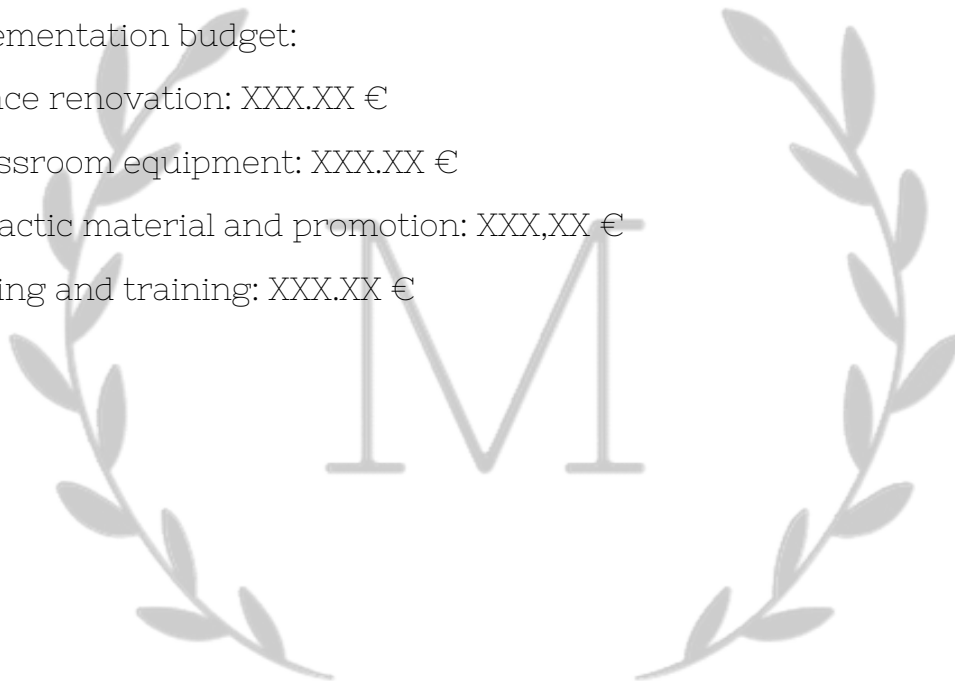 ementation budget:
nce renovation: XXX.XX €
ssroom equipment: XXX.XX €
actic material and promotion: XXX,XX €
ing and training: XXX.XX €
M